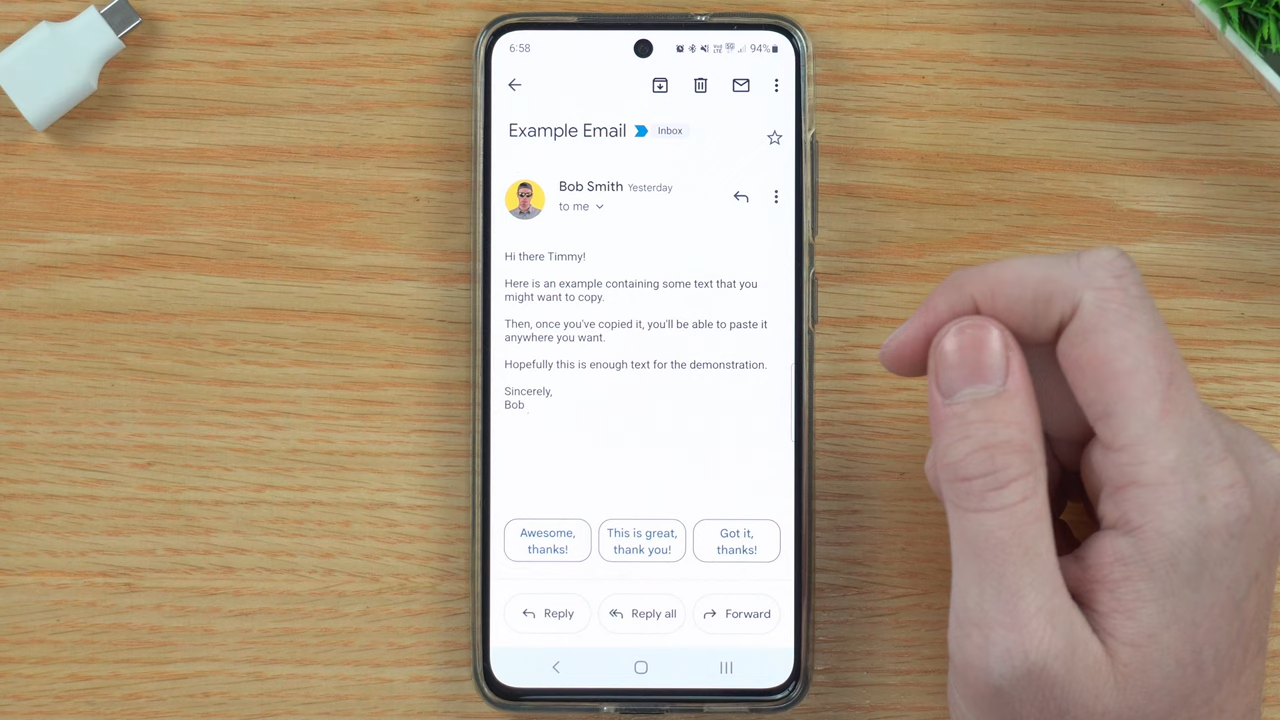 6:58
94%
Example Email
Inbox
Bob Smith Yesterday
to me
Hi there Timmy!
Here is an example containing some text that you
might want to copy.
Then, once you've copied it, you'll be able to paste it
anywhere you want.
Hopefully this is enough text for the demonstration.
Sincerely,
Bob
Awesome,
thanks!
This is great,
thank you!
Got it,
thanks!
Reply
Reply all
Forward